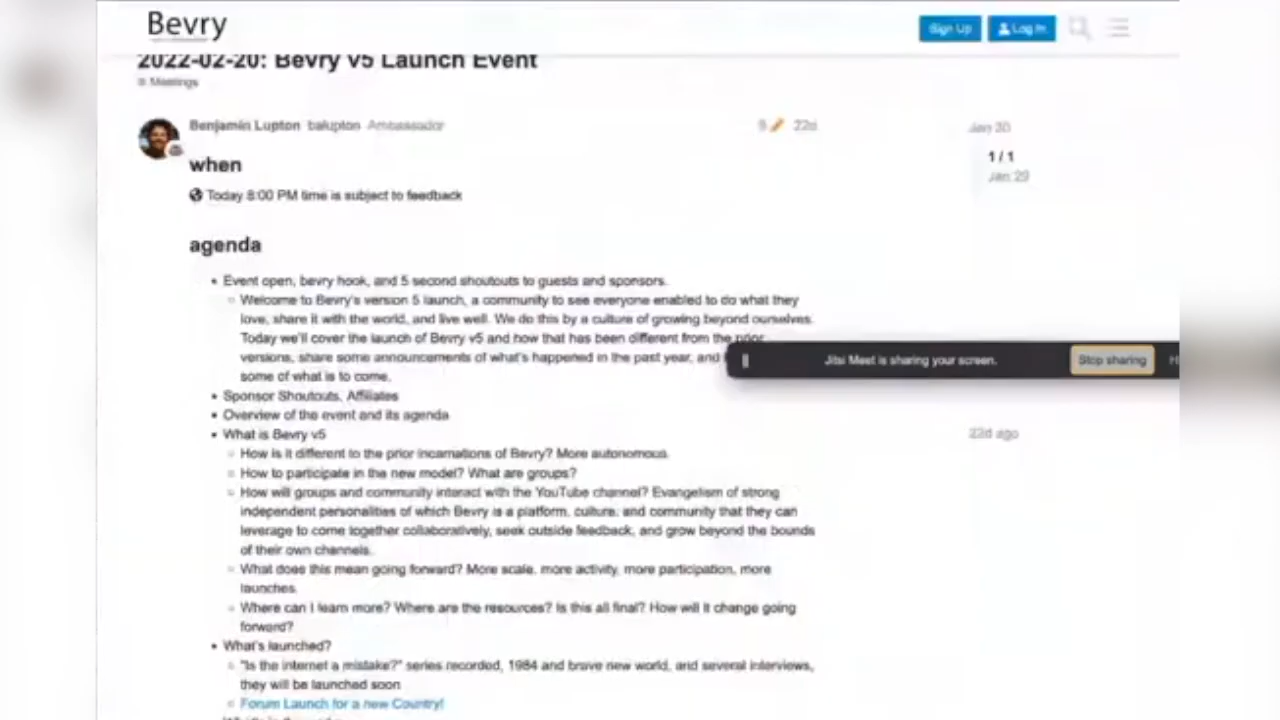 Bevry
Sign Up
Log In
2022-02-20: Bevry v5 Launch Event
Meetings
Benjamin Lupton balupton Ambassador
22d
Jan 30
when
1 / 1
Jan 29
Today 8:00 PM time is subject to feedback
agenda
• Event open, bevry hook, and 5 second shoutouts to guests and sponsors.
Welcome to Bevry's version 5 launch, a community to see everyone enabled to do what they
love, share it with the world, and live well. We do this by a culture of growing beyond ourselves.
Today we'll cover the launch of Bevry v5 and how that has been different from the prior
versions, share some announcements of what's happened in the past year, and
some of what is to come.
Jitsi Meet is sharing your screen.
Stop sharing
• Sponsor Shoutouts, Affiliates
• Overview of the event and its agenda
• What is Bevry v5
22d ago
How is it different to the prior incarnations of Bevry? More autonomous.
How to participate in the new model? What are groups?
How will groups and community interact with the YouTube channel? Evangelism of strong
independent personalities of which Bevry is a platform, culture, and community that they can
leverage to come together collaboratively, seek outside feedback, and grow beyond the bounds
of their own channels.
What does this mean going forward? More scale, more activity, more participation, more
launches.
Where can I learn more? Where are the resources? Is this all final? How will it change going
forward?
• What's launched?
"Is the internet a mistake?" series recorded, 1984 and brave new world, and several interviews,
they will be launched soon
Forum Launch for a new Country!